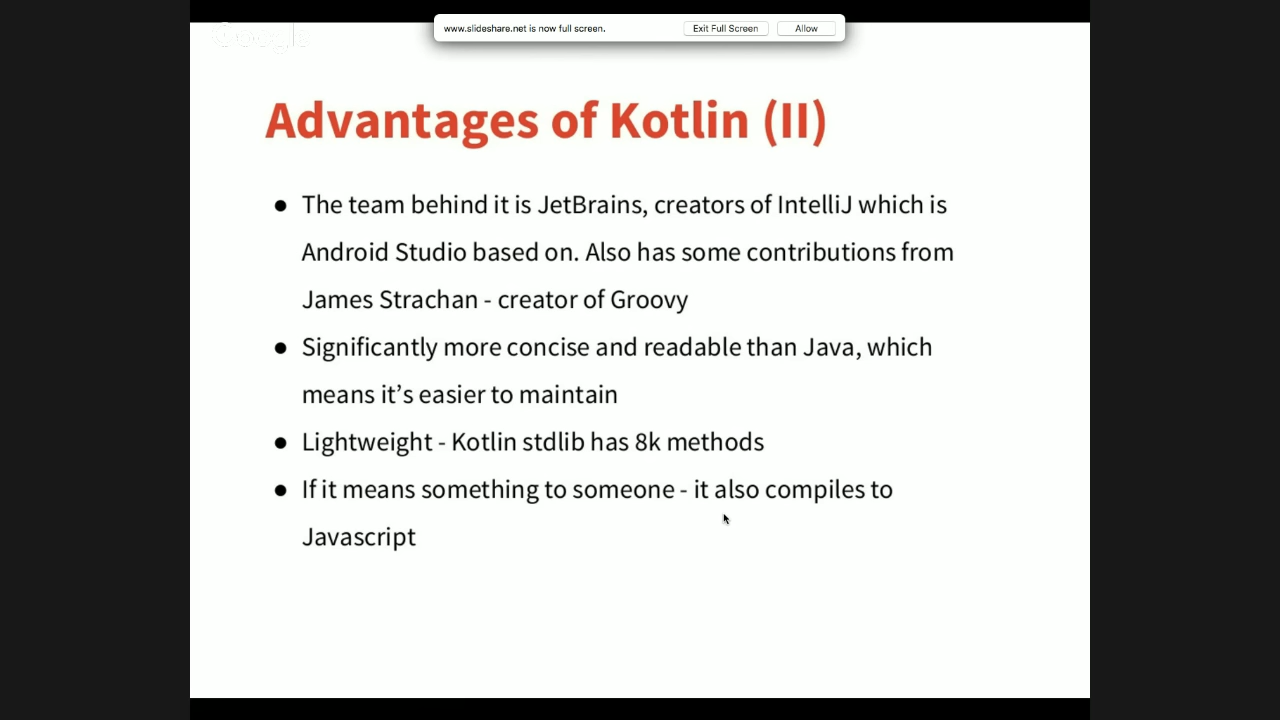 www.slideshare.net is now full screen.
Exit Full Screen
Allow
Google
Advantages of Kotlin (II)
● The team behind it is JetBrains, creators of IntelliJ which is
Android Studio based on. Also has some contributions from
James Strachan - creator of Groovy
● Significantly more concise and readable than Java, which
means it’s easier to maintain
● Lightweight - Kotlin stdlib has 8k methods
● If it means something to someone - it also compiles to
Javascript